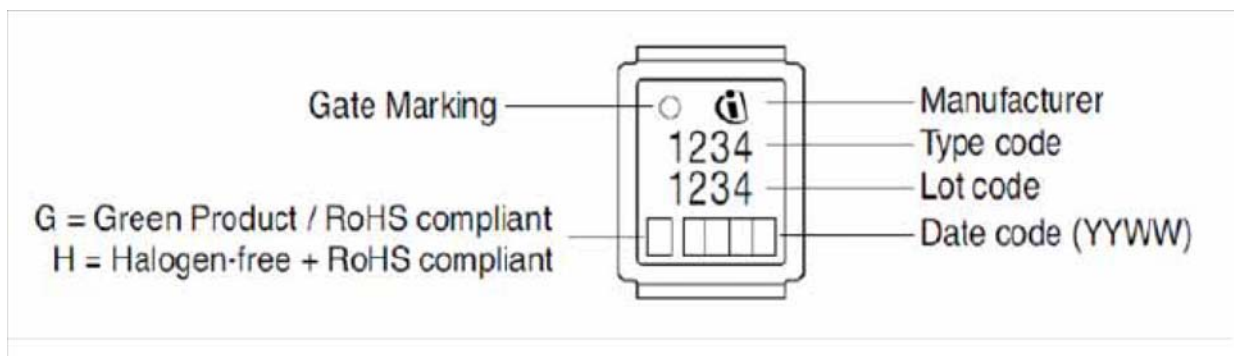 Gate Marking
Manufacturer
1234
Type code
1234
Lot code
G = Green Product / RoHS compliant
H = Halogen-free + RoHS compliant
Date code (YYWW)